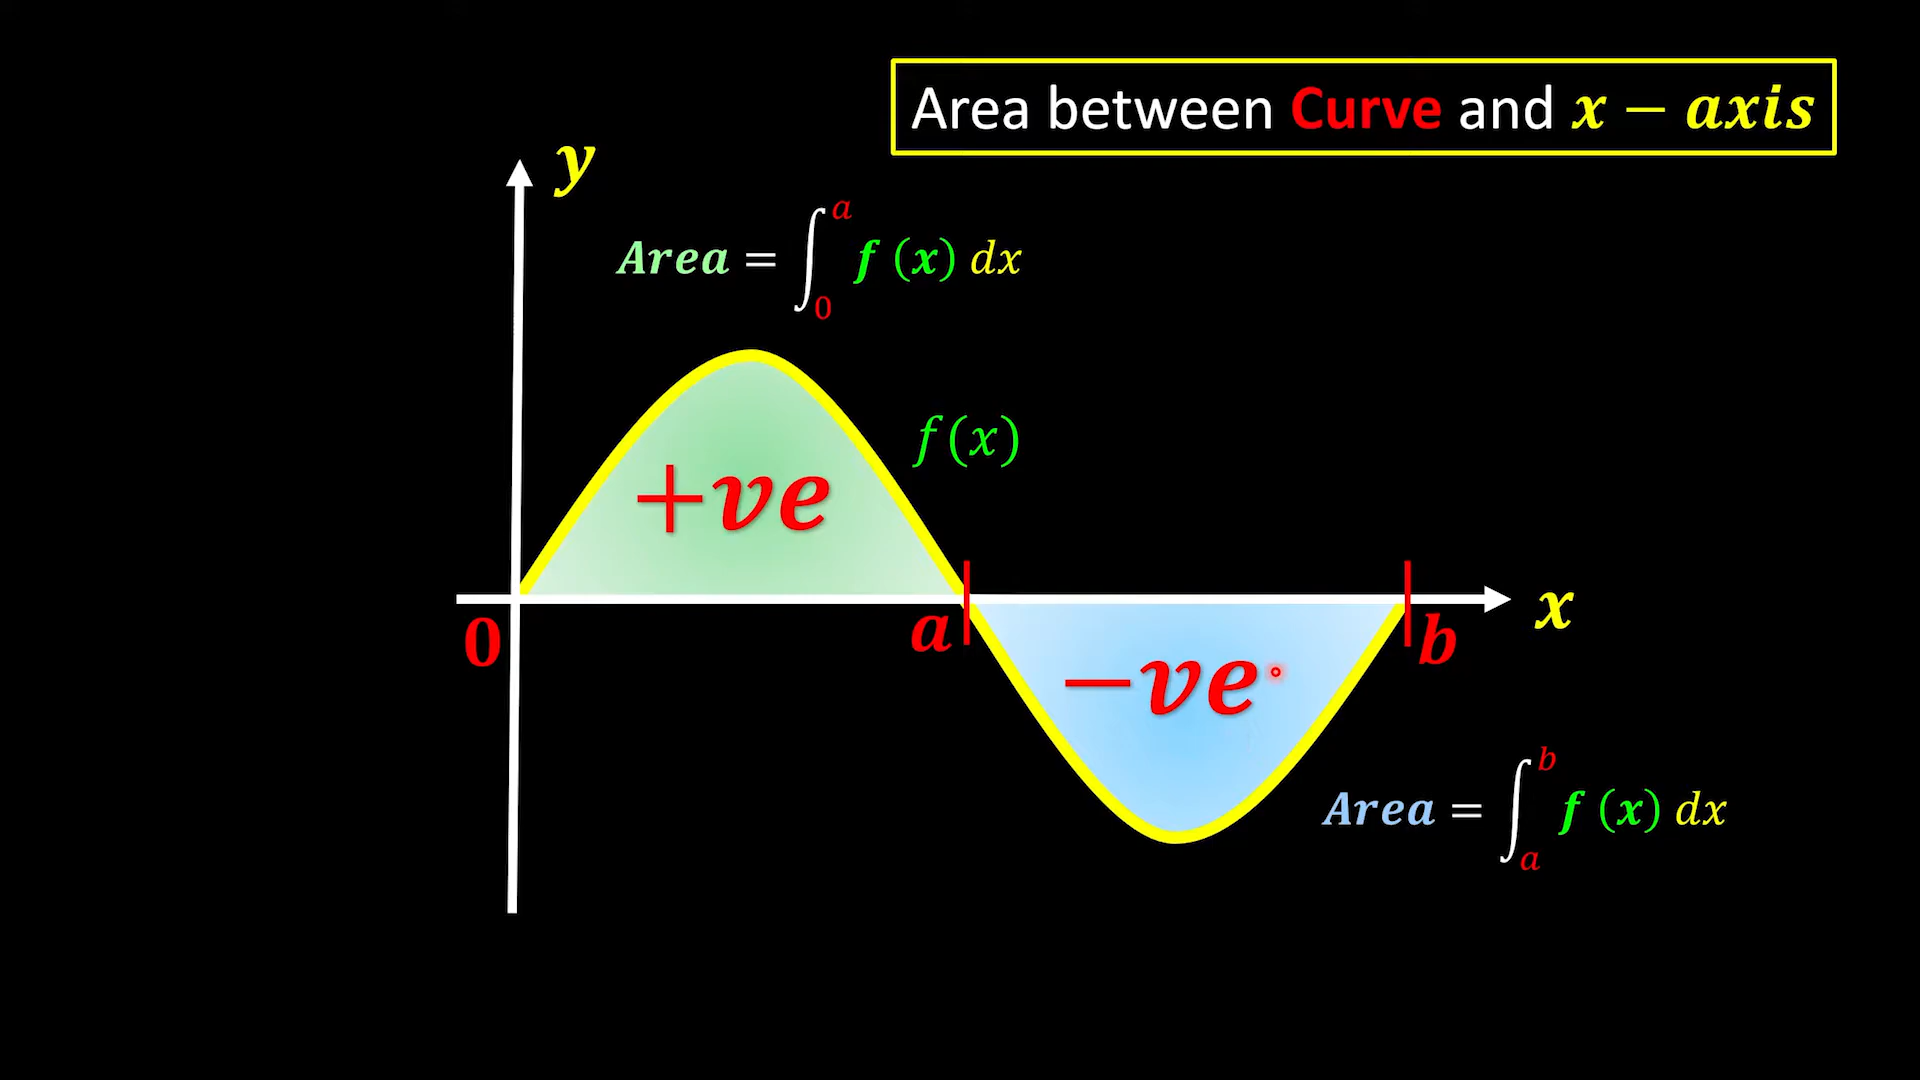 Area between Curve and x − axis
y
Area = ∫₀ᵃ f (x) dx
f(x)
+ve
0
a
b
x
−ve
Area = ∫ₐᵇ f (x) dx